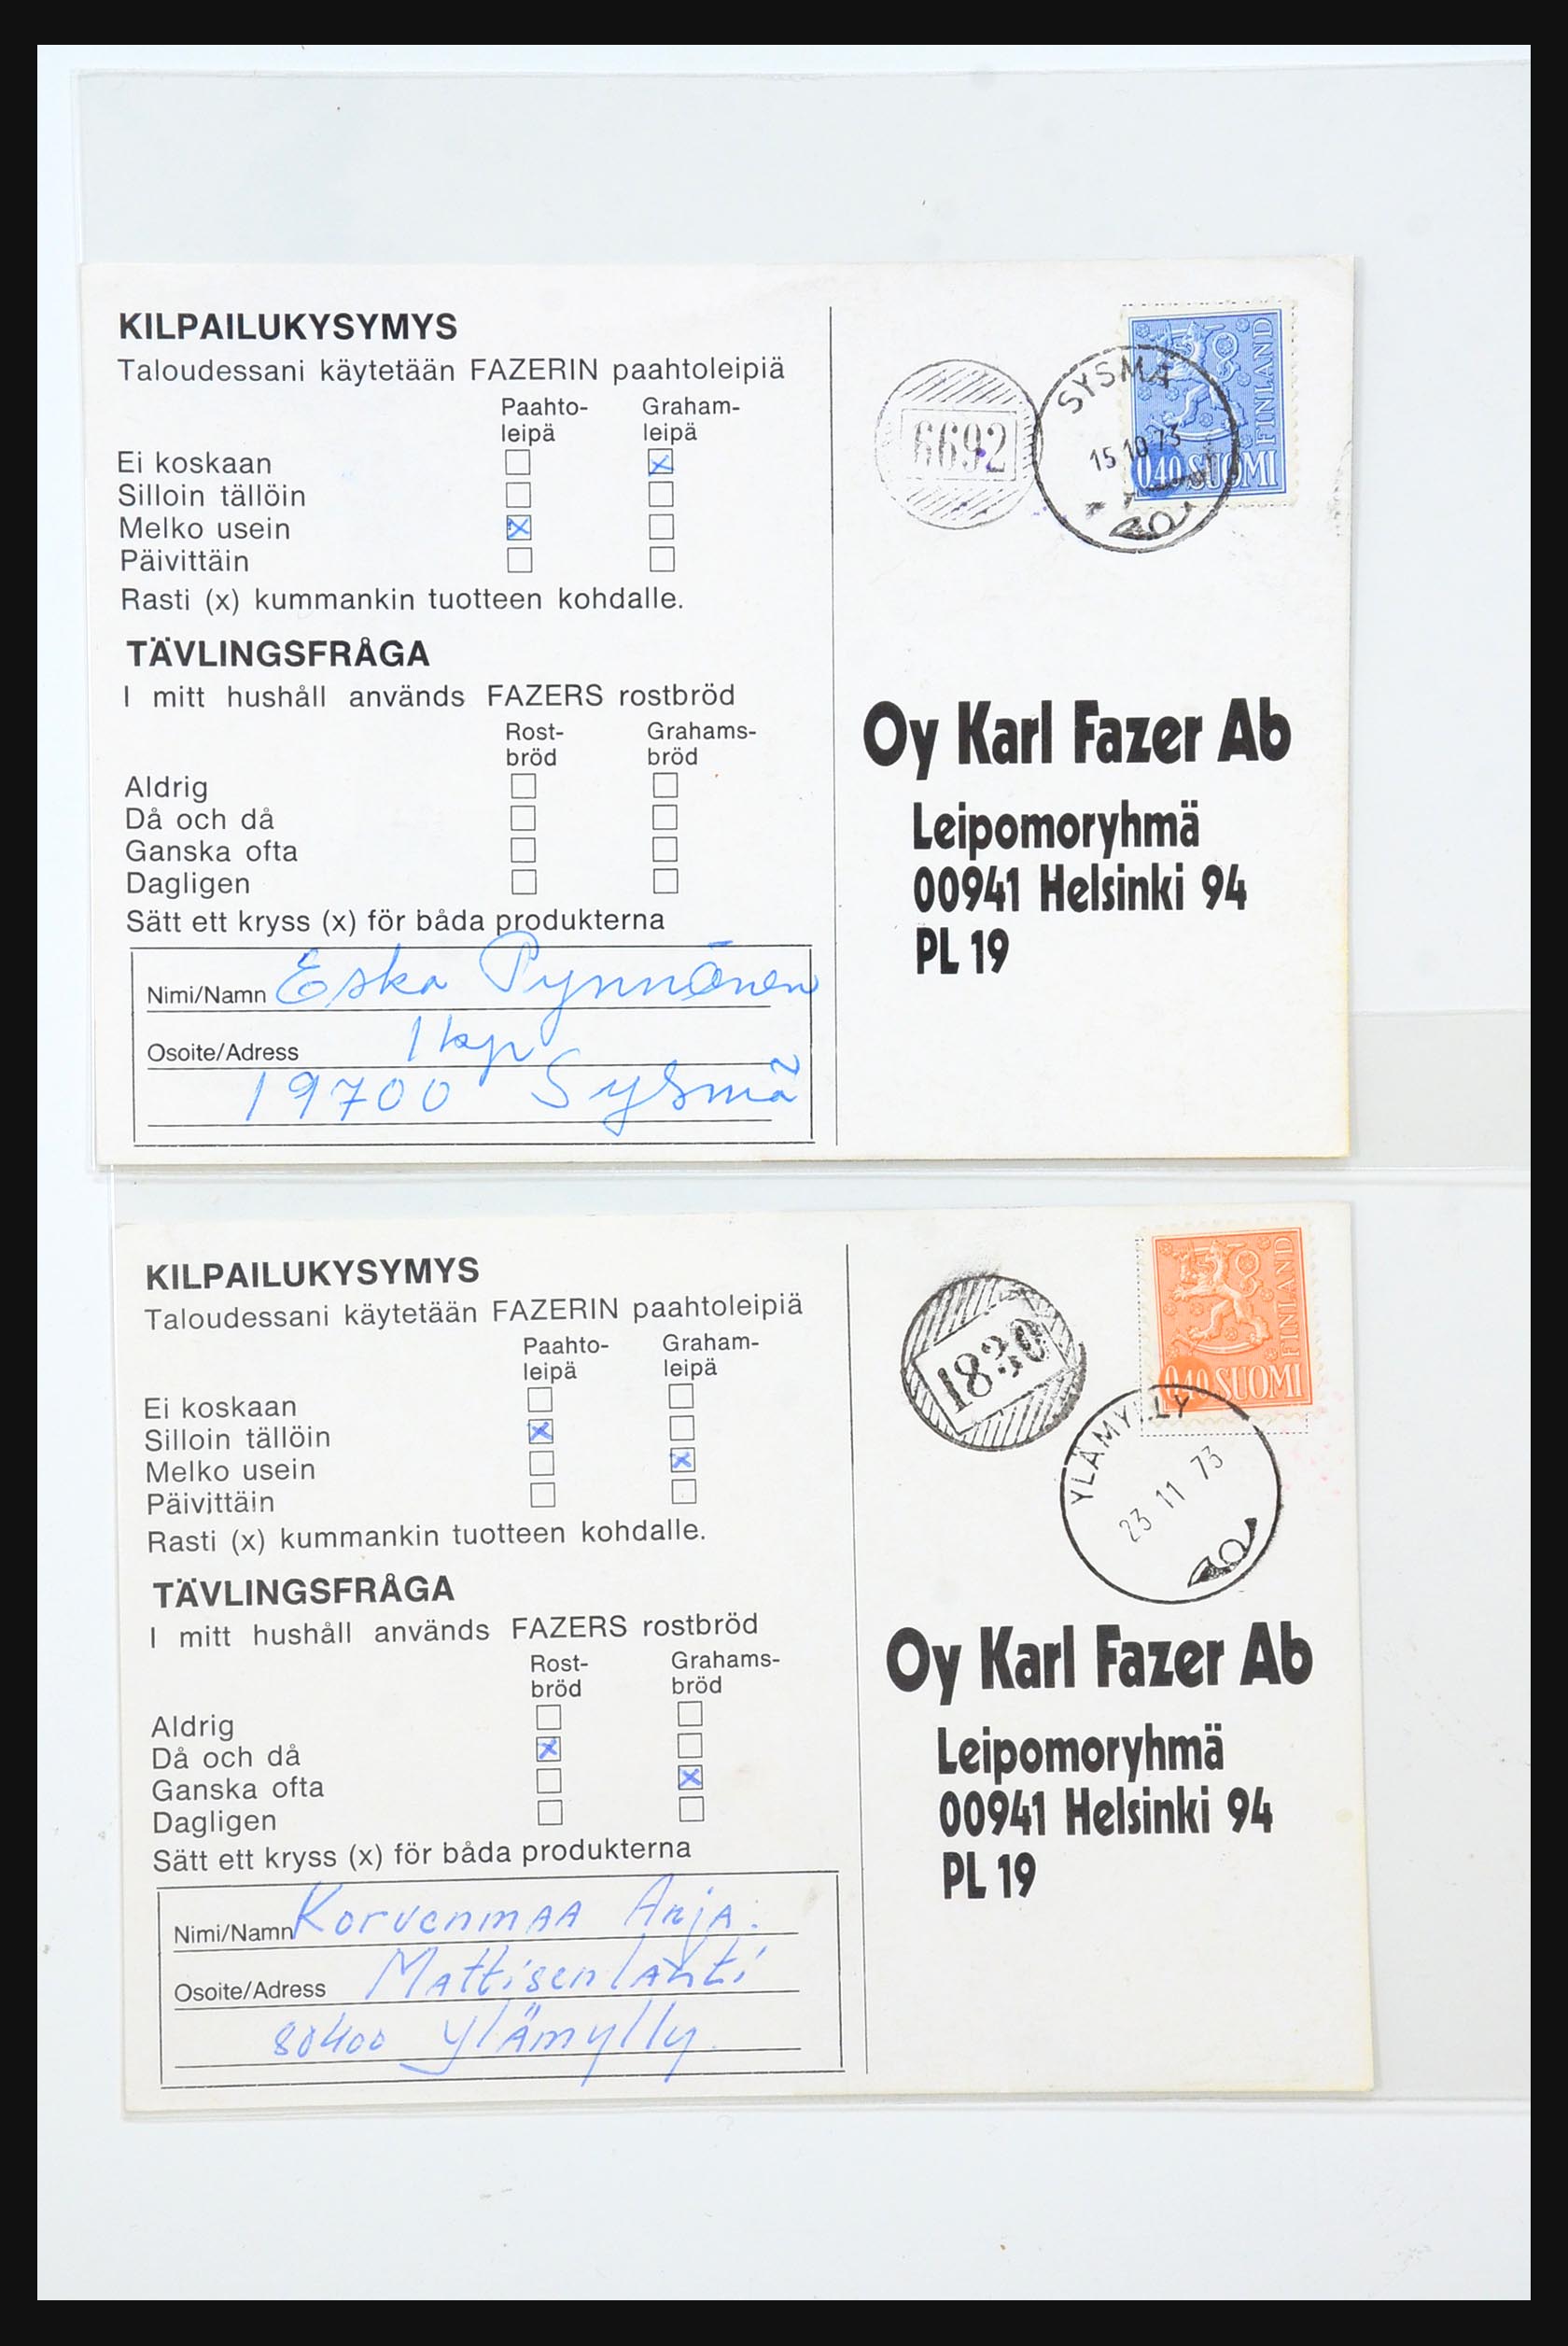 KILPAILUKYSYMYS
Taloudessani käytetään FAZERIN paahtoleipiä
Paahto- Graham-
leipä leipä
Ei koskaan
Silloin tällöin
Melko usein
Päivittäin
Rasti (x) kummankin tuotteen kohdalle.
TÄVLINGSFRÅGA
I mitt hushåll används FAZERS rostbröd
Rost- Grahams-
bröd bröd
Aldrig
Då och då
Ganska ofta
Dagligen
Sätt ett kryss (x) för båda produkterna
Nimi/Namn Eska Pynnönen
Osoite/Adress 1 kp
19700 Sysmä
6692
SYSMÄ
15 10 73
0,40 SUOMI
FINLAND
Oy Karl Fazer Ab
Leipomoryhmä
00941 Helsinki 94
PL 19
KILPAILUKYSYMYS
Taloudessani käytetään FAZERIN paahtoleipiä
Paahto- Graham-
leipä leipä
Ei koskaan
Silloin tällöin
Melko usein
Päivittäin
Rasti (x) kummankin tuotteen kohdalle.
TÄVLINGSFRÅGA
I mitt hushåll används FAZERS rostbröd
Rost- Grahams-
bröd bröd
Aldrig
Då och då
Ganska ofta
Dagligen
Sätt ett kryss (x) för båda produkterna
Nimi/Namn Korvenmaa Anja.
Osoite/Adress Mattisenlahti
80400 Ylämylly.
1830
0,40 SUOMI
FINLAND
YLÄMYLLY
23 11 73
Oy Karl Fazer Ab
Leipomoryhmä
00941 Helsinki 94
PL 19